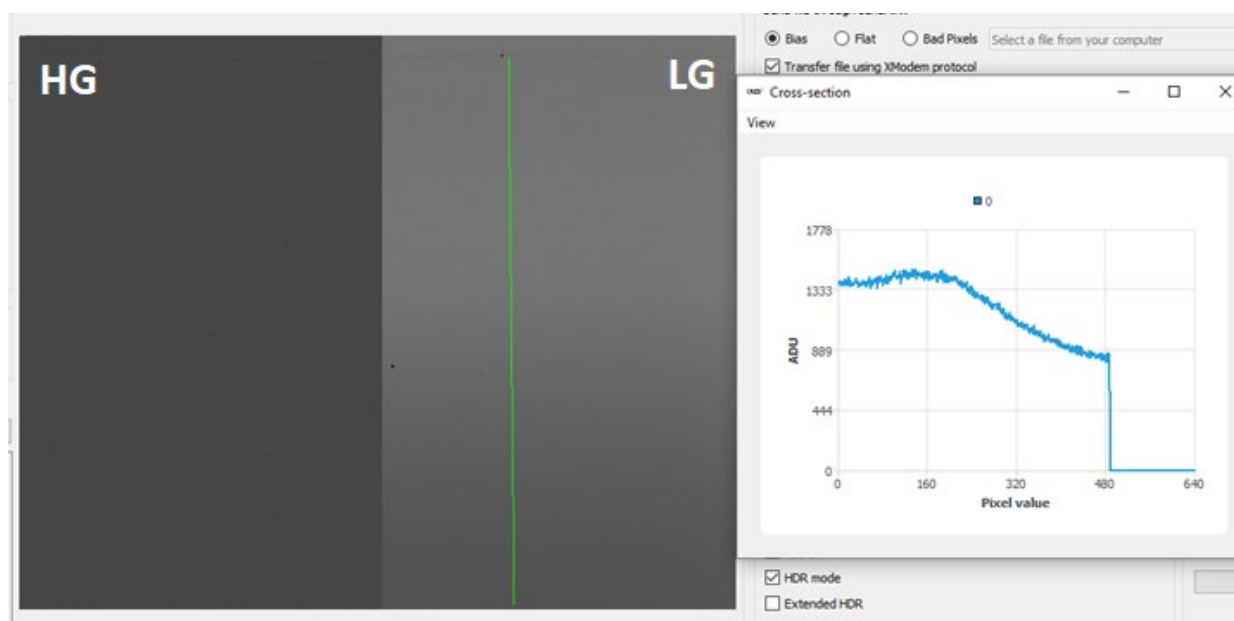 HG
LG
Bias Flat Bad Pixels Select a file from your computer
Transfer file using XModem protocol
Cross-section
View
0
1778
1333
889
444
0
0 160 320 480 640
ADU
Pixel value
HDR mode
Extended HDR